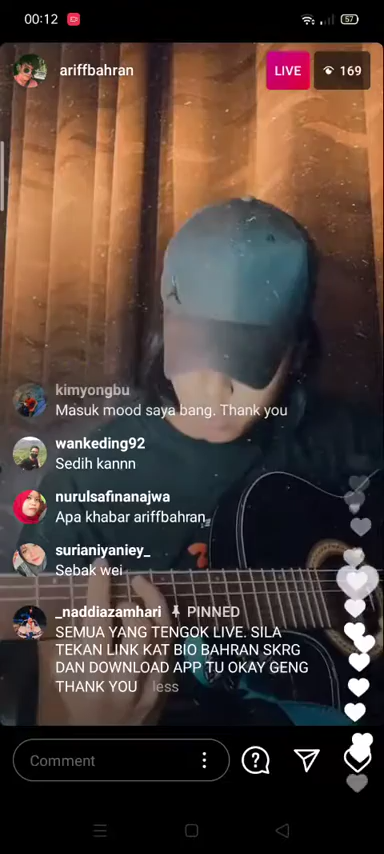 00:12
57
ariffbahran
LIVE
169
kimyongbu
Masuk mood saya bang. Thank you
wankeding92
Sedih kannn
nurulsafinanajwa
Apa khabar ariffbahran
surianiyaniey_
Sebak wei
_naddiazamhari PINNED
SEMUA YANG TENGOK LIVE. SILA
TEKAN LINK KAT BIO BAHRAN SKRG
DAN DOWNLOAD APP TU OKAY GENG
THANK YOU less
Comment